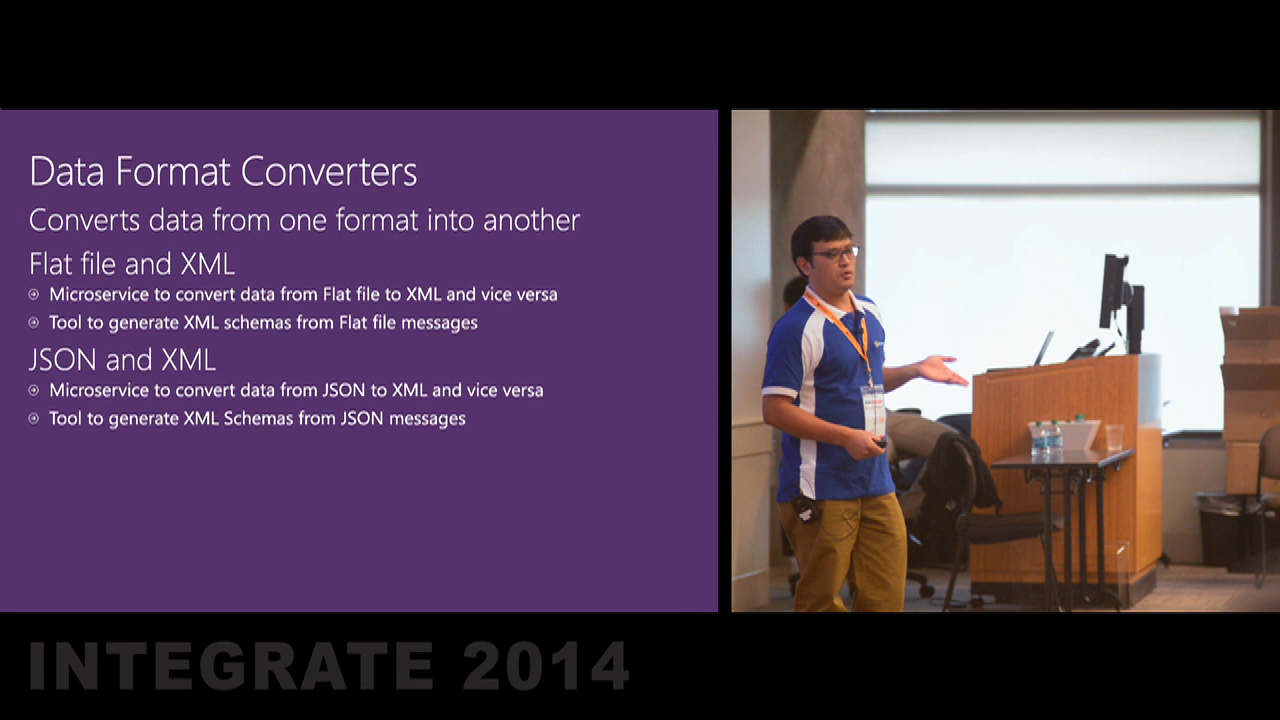 Data Format Converters
Converts data from one format into another
Flat file and XML
Microservice to convert data from Flat file to XML and vice versa
Tool to generate XML schemas from Flat file messages
JSON and XML
Microservice to convert data from JSON to XML and vice versa
Tool to generate XML Schemas from JSON messages
INTEGRATE 2014